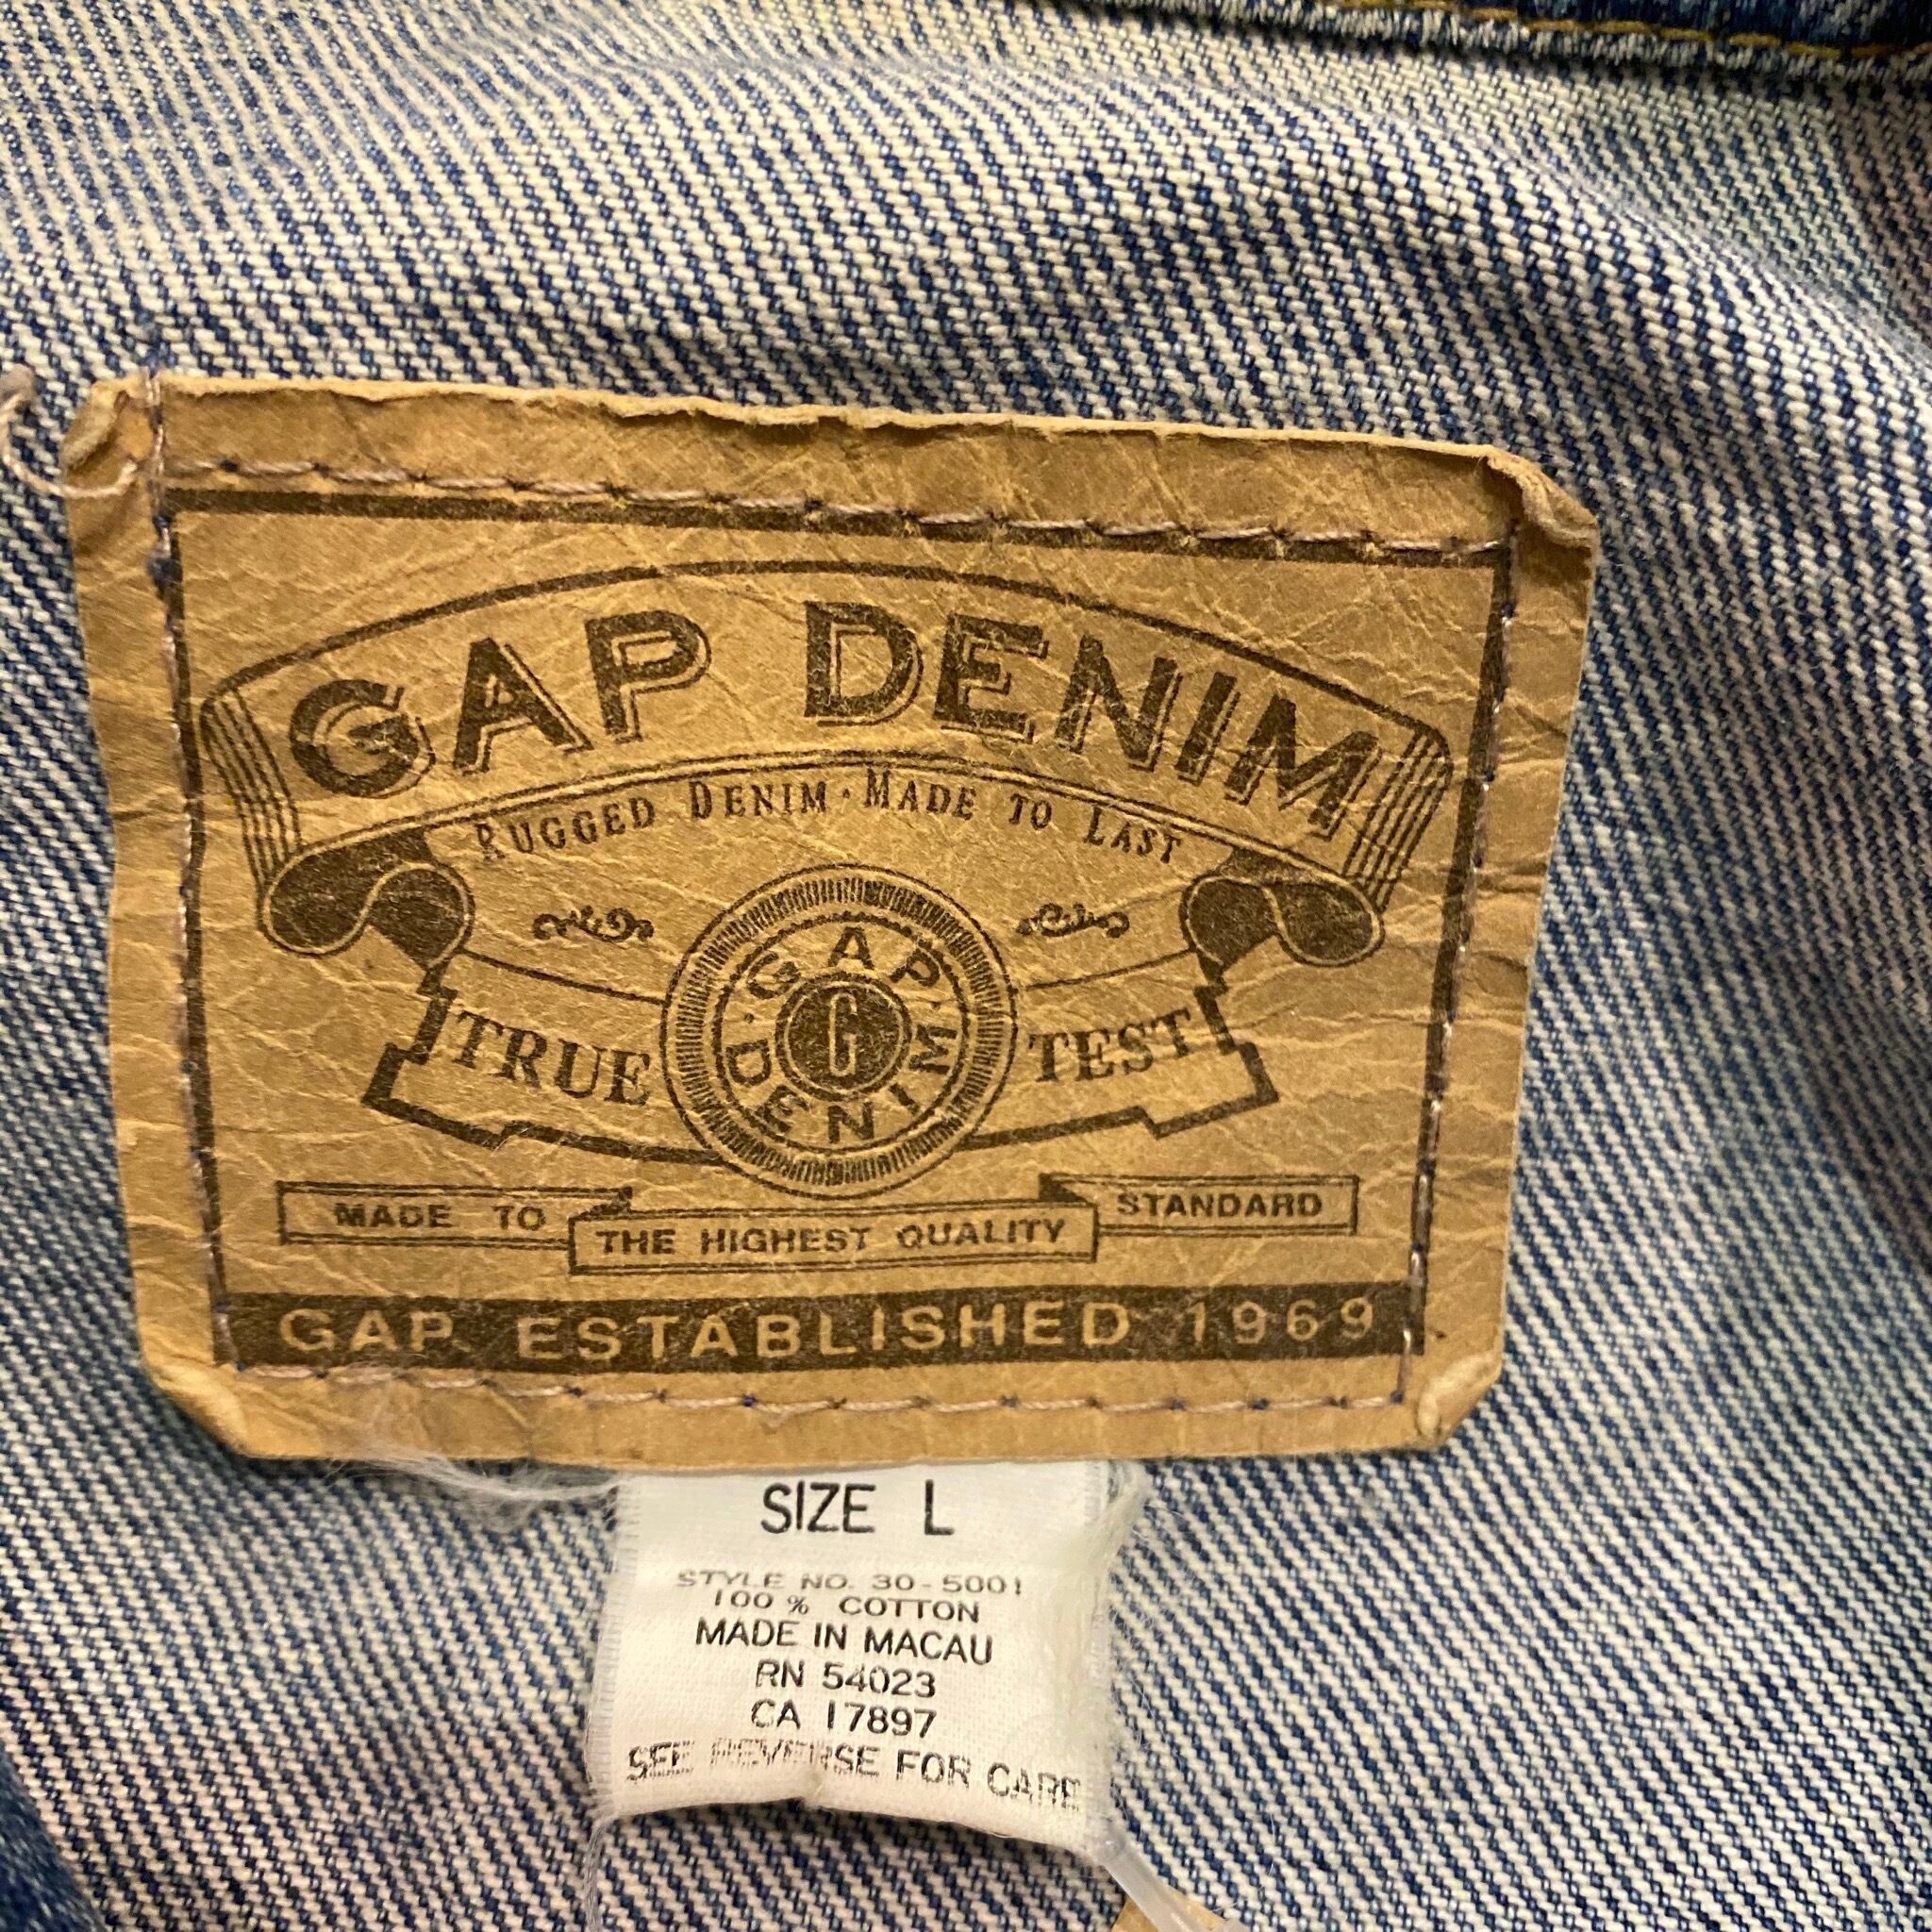 GAP DENIM
RUGGED DENIM · MADE TO LAST
TRUE TEST
· GAP ·
DENIM
G
MADE TO THE HIGHEST QUALITY STANDARD
GAP. ESTABLISHED 1969
SIZE L
STYLE NO. 30-5001
100% COTTON
MADE IN MACAU
RN 54023
CA 17897
SEE REVERSE FOR CARE